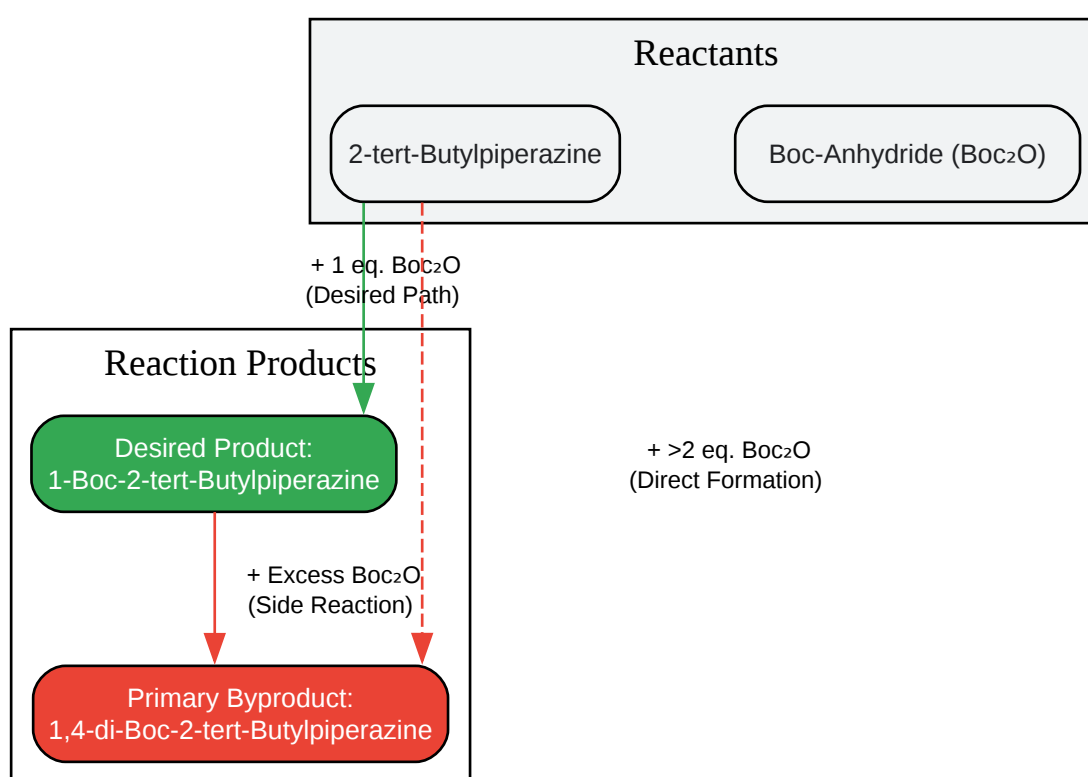 Reactants
2-tert-Butylpiperazine
Boc-Anhydride (Boc₂O)
+ 1 eq. Boc₂O
(Desired Path)
Reaction Products
Desired Product:
1-Boc-2-tert-Butylpiperazine
+ >2 eq. Boc₂O
(Direct Formation)
+ Excess Boc₂O
(Side Reaction)
Primary Byproduct:
1,4-di-Boc-2-tert-Butylpiperazine